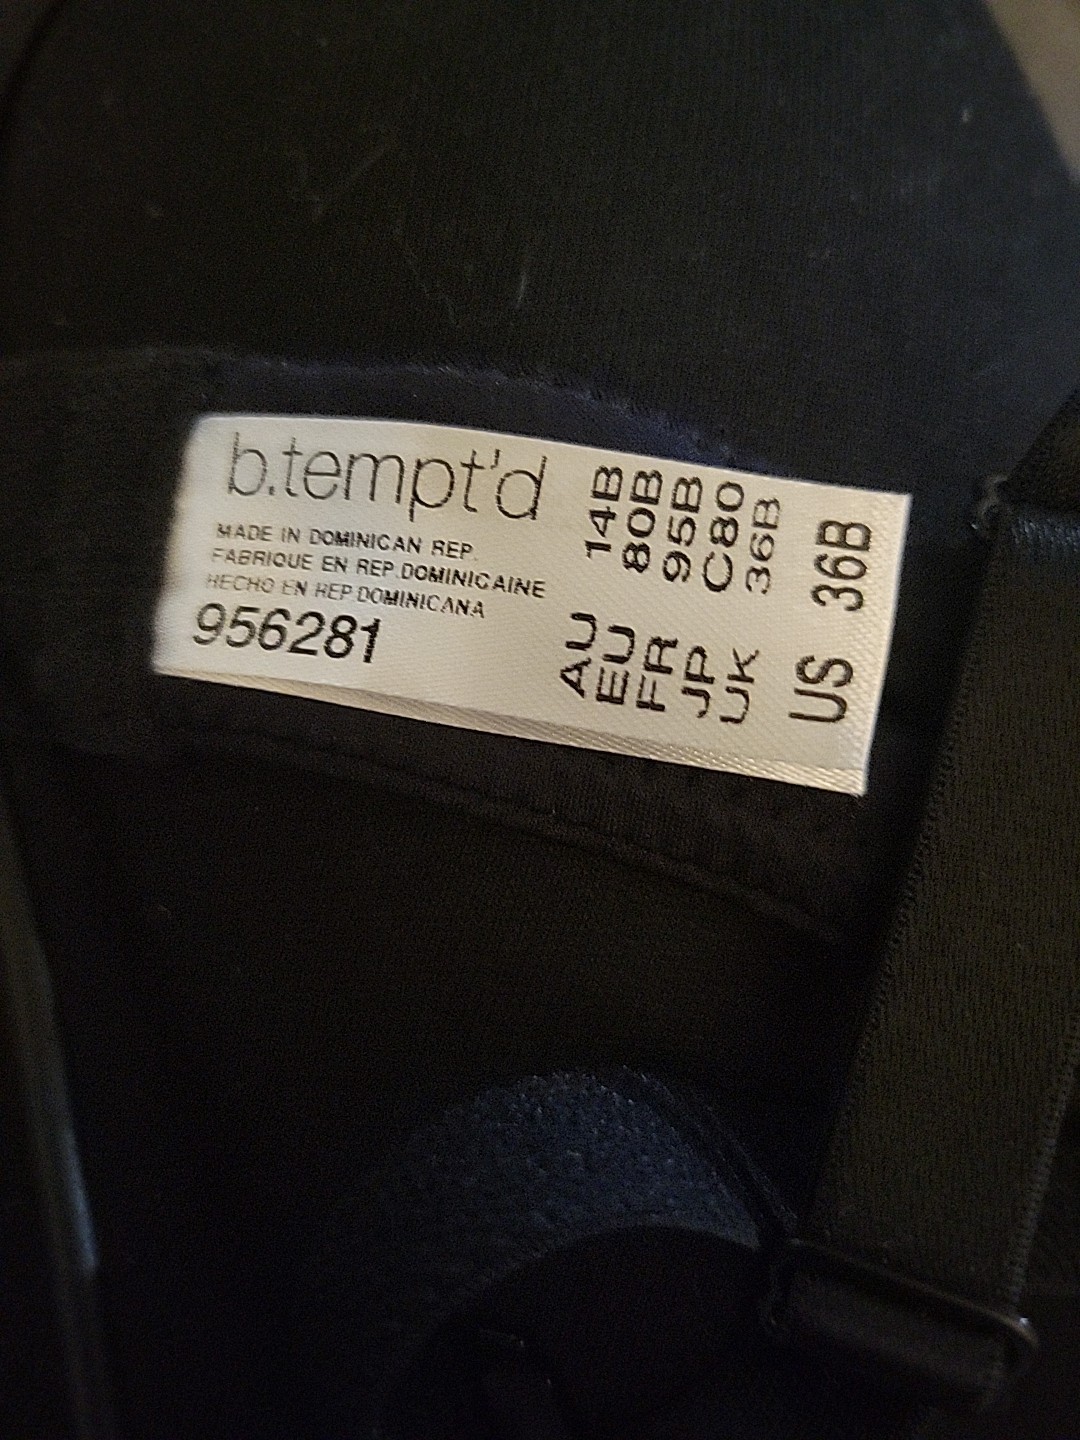 b.tempt'd
MADE IN DOMINICAN REP.
FABRIQUE EN REP.DOMINICAINE
HECHO EN REP.DOMINICANA
956281
AU 14B
EU 80B
FR 95B
JP C80
UK 36B
US 36B